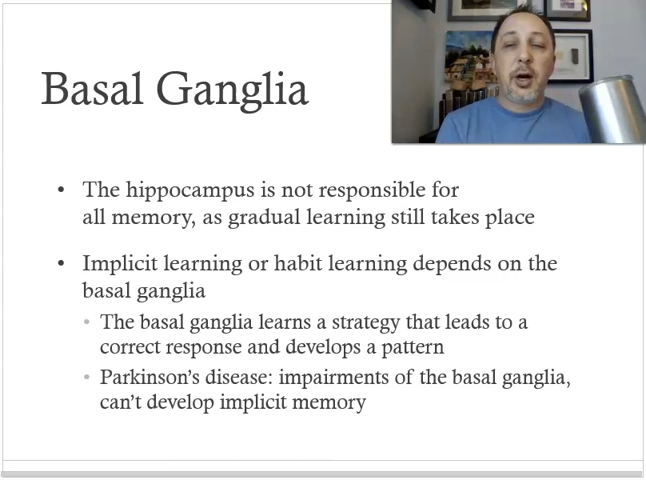 Basal Ganglia
• The hippocampus is not responsible for
all memory, as gradual learning still takes place
• Implicit learning or habit learning depends on the
basal ganglia
• The basal ganglia learns a strategy that leads to a
correct response and develops a pattern
• Parkinson's disease: impairments of the basal ganglia,
can't develop implicit memory